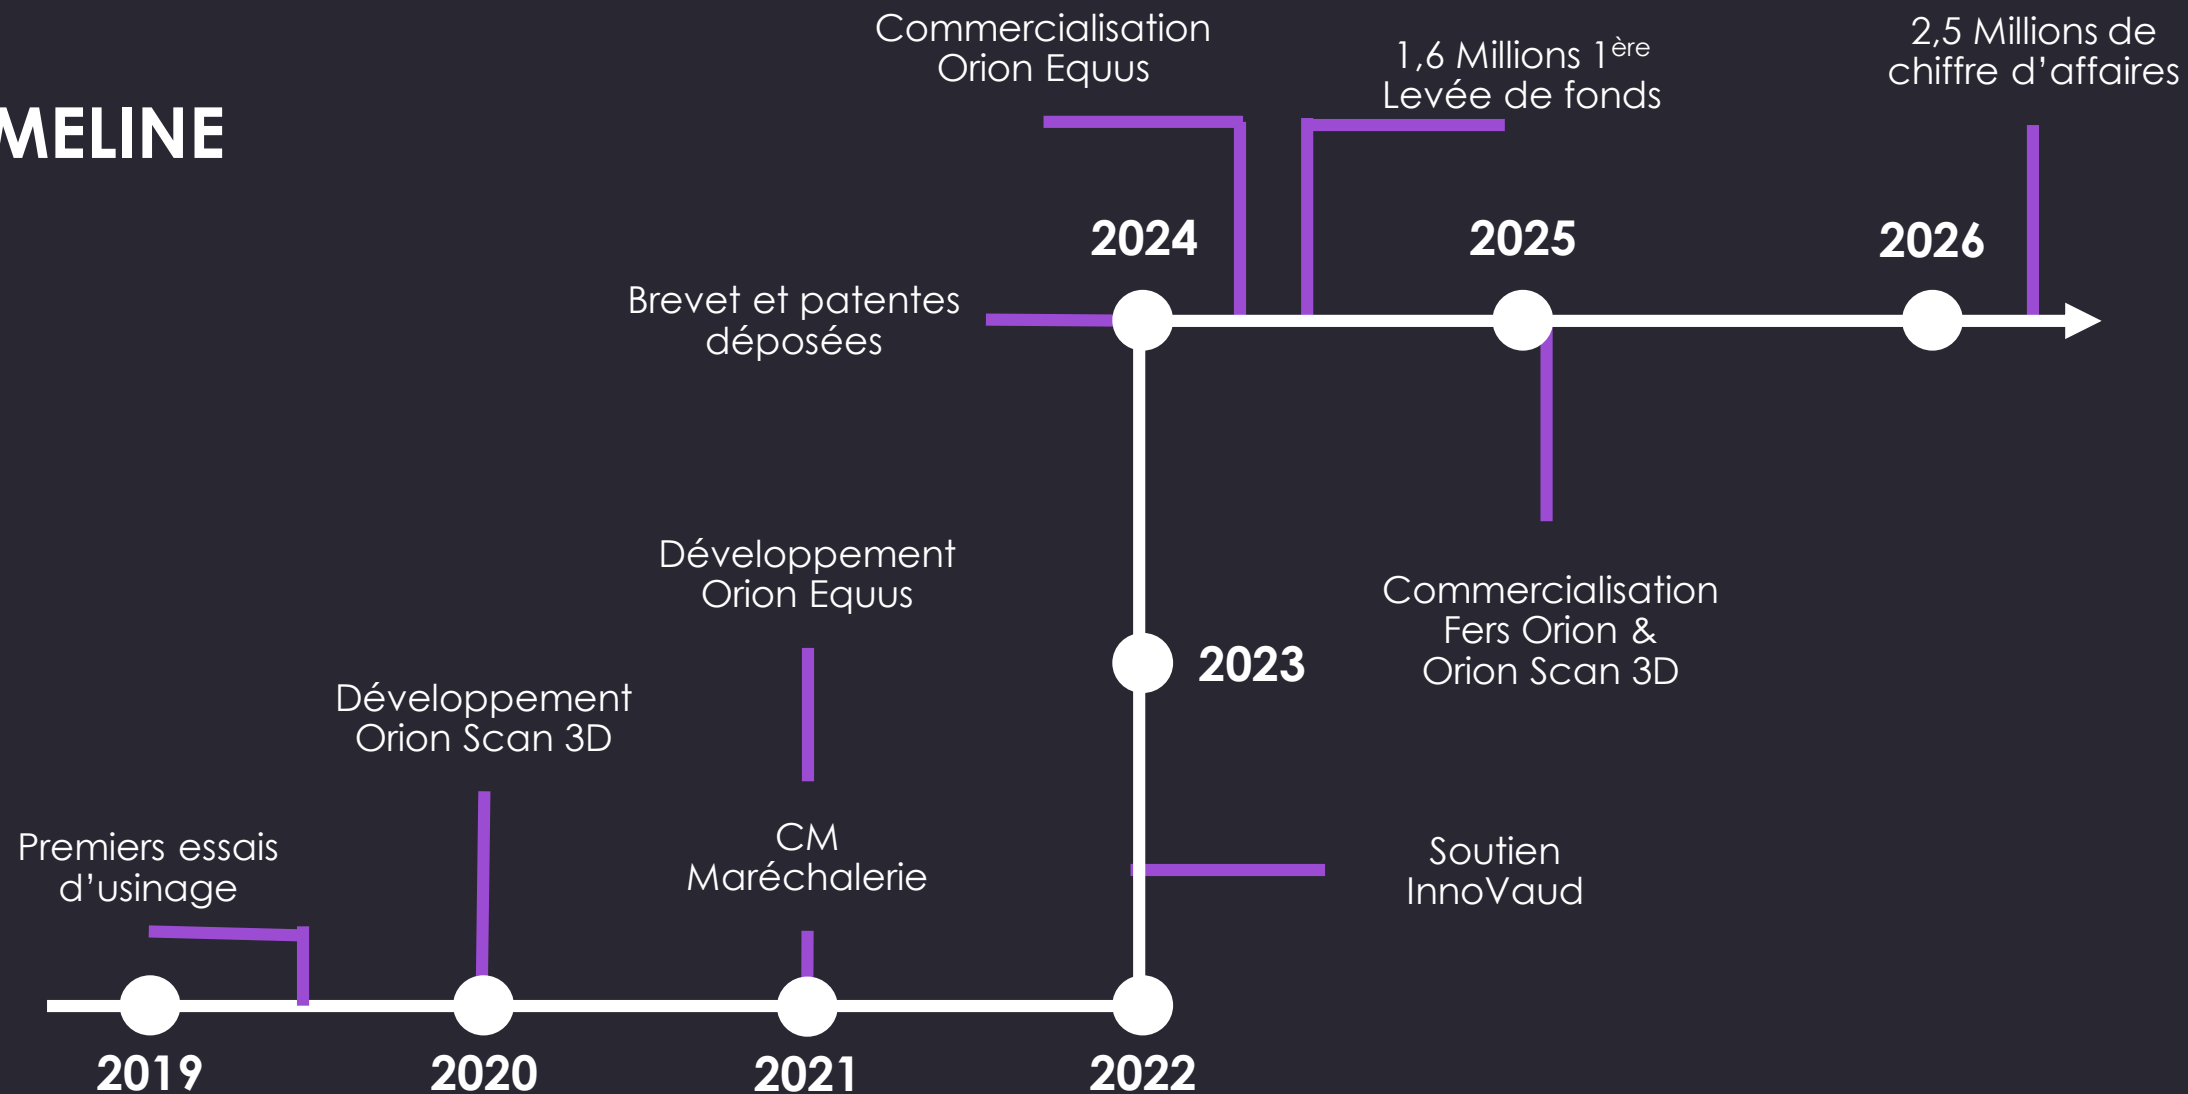 MELINE
Commercialisation
Orion Equus
1,6 Millions 1ère
Levée de fonds
2,5 Millions de
chiffre d’affaires
2024
2025
2026
Brevet et patentes
déposées
Développement
Orion Equus
Commercialisation
Fers Orion &
Orion Scan 3D
2023
Développement
Orion Scan 3D
Premiers essais
d’usinage
CM
Maréchalerie
Soutien
InnoVaud
2019
2020
2021
2022